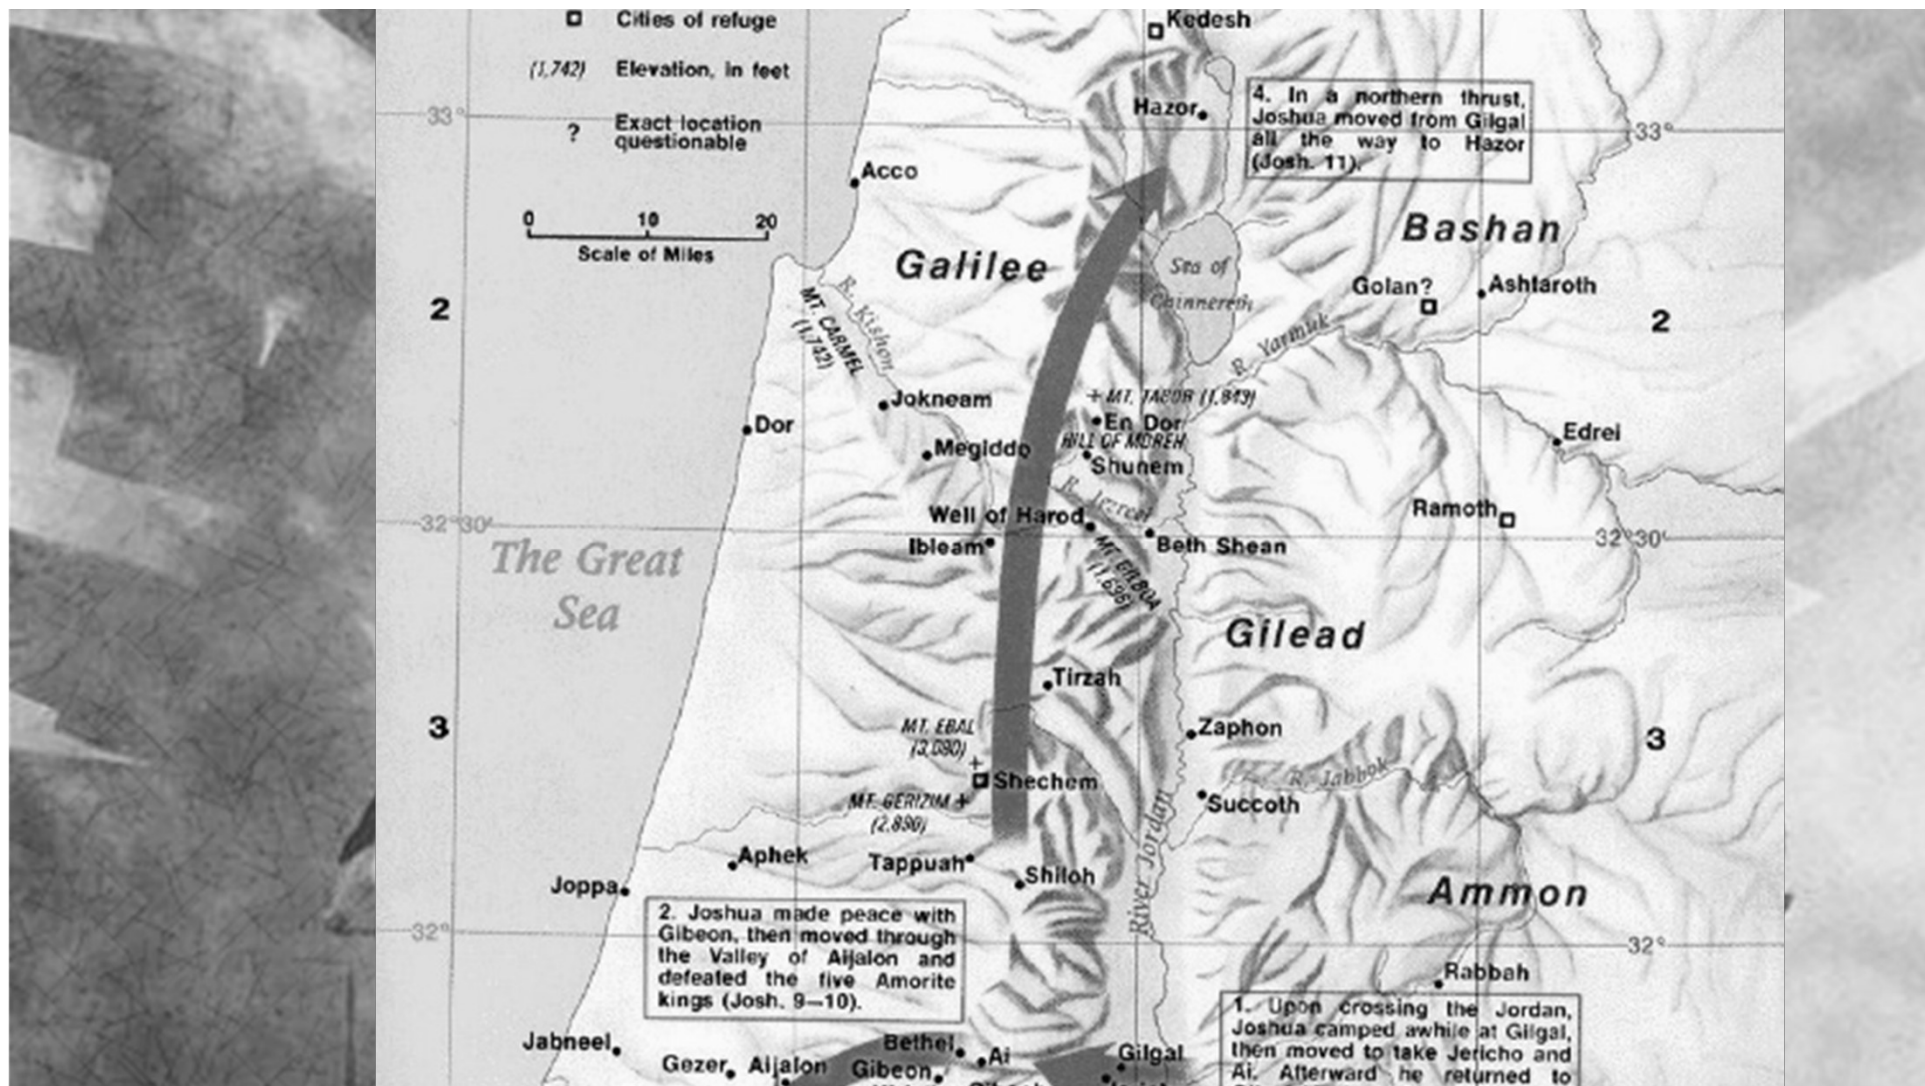 Cities of refuge
(1,742) Elevation, in feet
? Exact location
questionable
0 10 20
Scale of Miles
Kedesh
Hazor
4. In a northern thrust,
Joshua moved from Gilgal
all the way to Hazor
(Josh. 11).
33°
33°
Acco
Galilee
Bashan
Sea of
Chinnereth
Golan?
Ashtaroth
2
2
R. Kishon
MT. CARMEL
(1,742)
R. Yarmuk
Jokneam
MT. TABOR (1,849)
En Dor
Dor
HILL OF MOREH
Edrei
Megiddo
Shunem
R. Jezreel
Ramoth
Well of Harod
32°30'
32°30'
Ibleam
Beth Shean
MT. GILBOA
(1,696)
The Great
Sea
Gilead
Tirzah
3
3
MT. EBAL
(3,080)
Zaphon
Shechem
R. Jabbok
MT. GERIZIM
(2,890)
Succoth
River Jordan
Aphek
Tappuah
Shiloh
Joppa
Ammon
2. Joshua made peace with
Gibeon, then moved through
the Valley of Aijalon and
defeated the five Amorite
kings (Josh. 9–10).
32°
32°
Rabbah
1. Upon crossing the Jordan,
Joshua camped awhile at Gilgal,
then moved to take Jericho and
Ai. Afterward he returned to
Jabneel
Bethel
Ai
Gilgal
Gezer
Aijalon
Gibeon